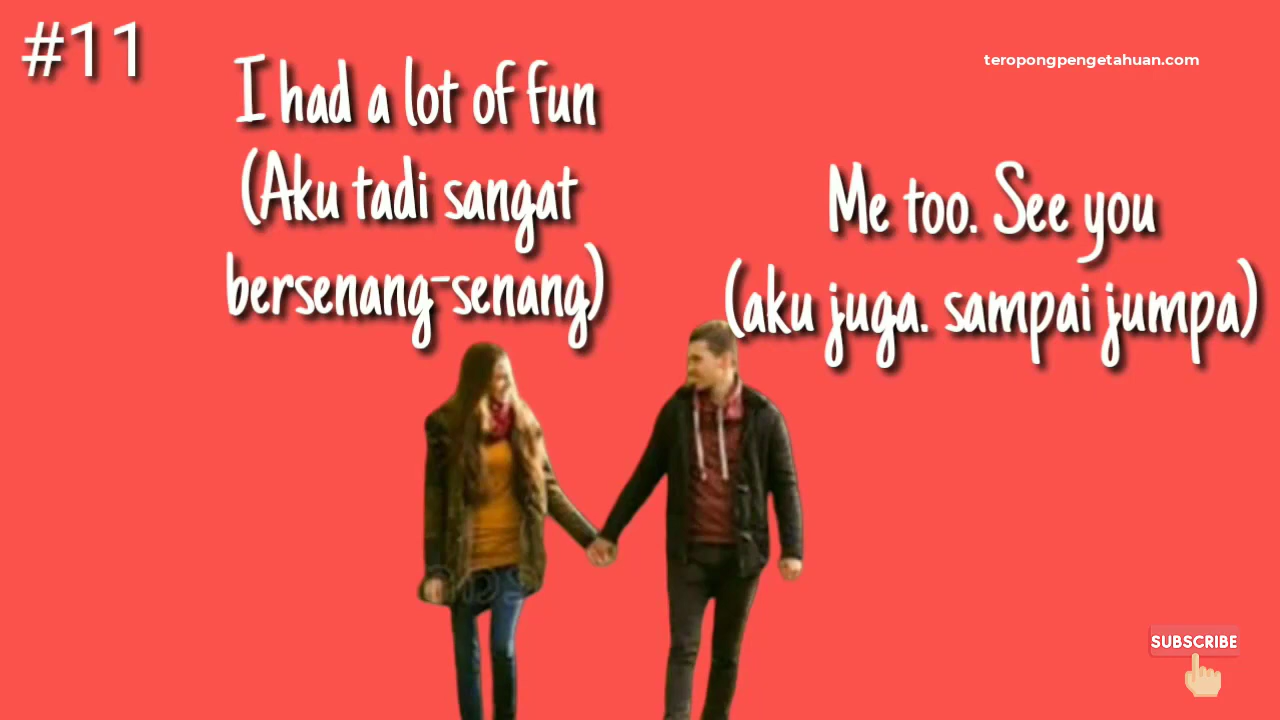 #11
I had a lot of fun
(Aku tadi sangat
bersenang-senang)
teropongpengetahuan.com
Me too. See you
(aku juga. sampai jumpa)
SUBSCRIBE